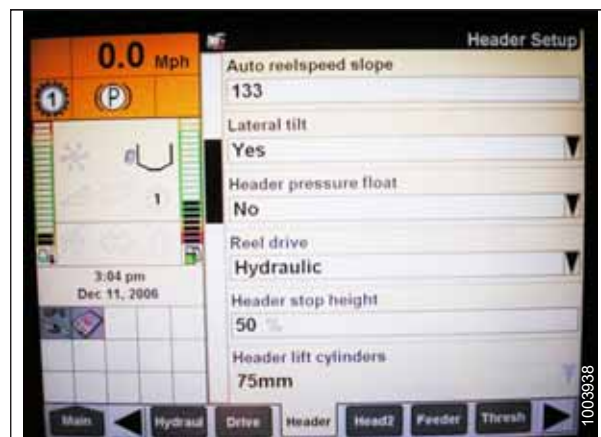 0.0 Mph
Header Setup
1
(P)
1
3:04 pm
Dec 11, 2006
Auto reelspeed slope
133
Lateral tilt
Yes
Header pressure float
No
Reel drive
Hydraulic
Header stop height
50 %
Header lift cylinders
75mm
Main
Hydraul
Drive
Header
Head2
Feeder
Thresh
1003938